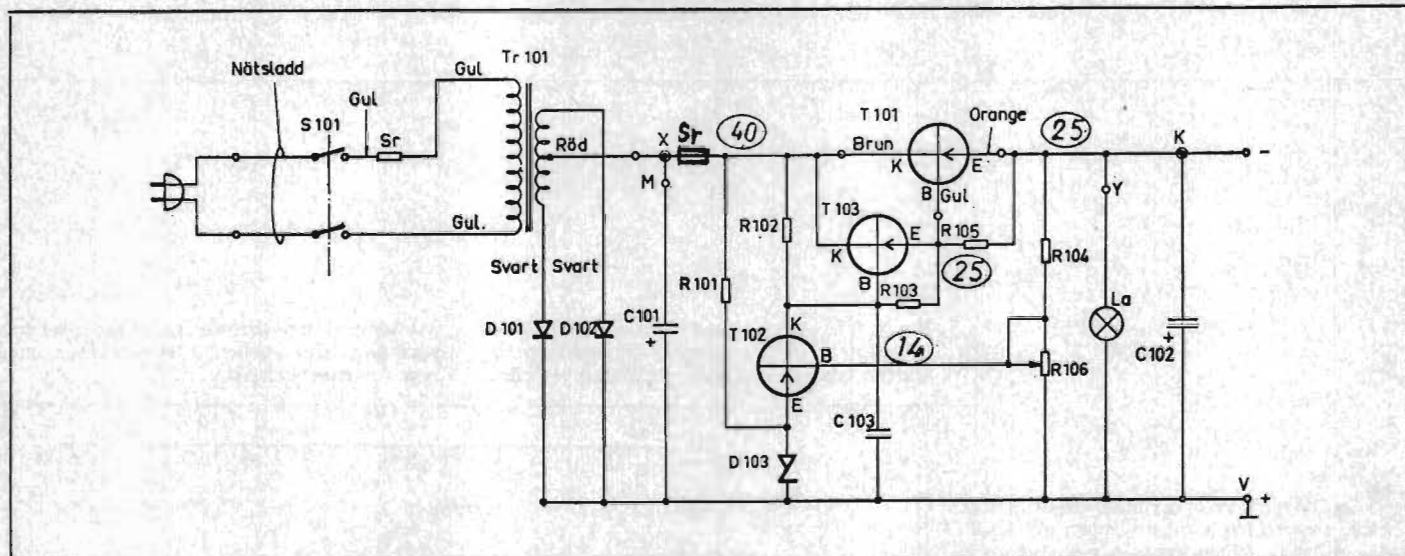 Nätsladd
S 101
Gul
Sr
Gul
Gul.
Tr 101
Röd
Svart
Svart
D 101
D 102
X
M
C 101
+
Sr
40
R 101
R 102
T 102
K
B
E
D 103
T 101
Brun
K
E
B
Orange
Gul
T 103
K
E
B
R 105
R 103
25
14
C 103
25
R 104
R 106
Y
La
K
C 102
+
-
V
+